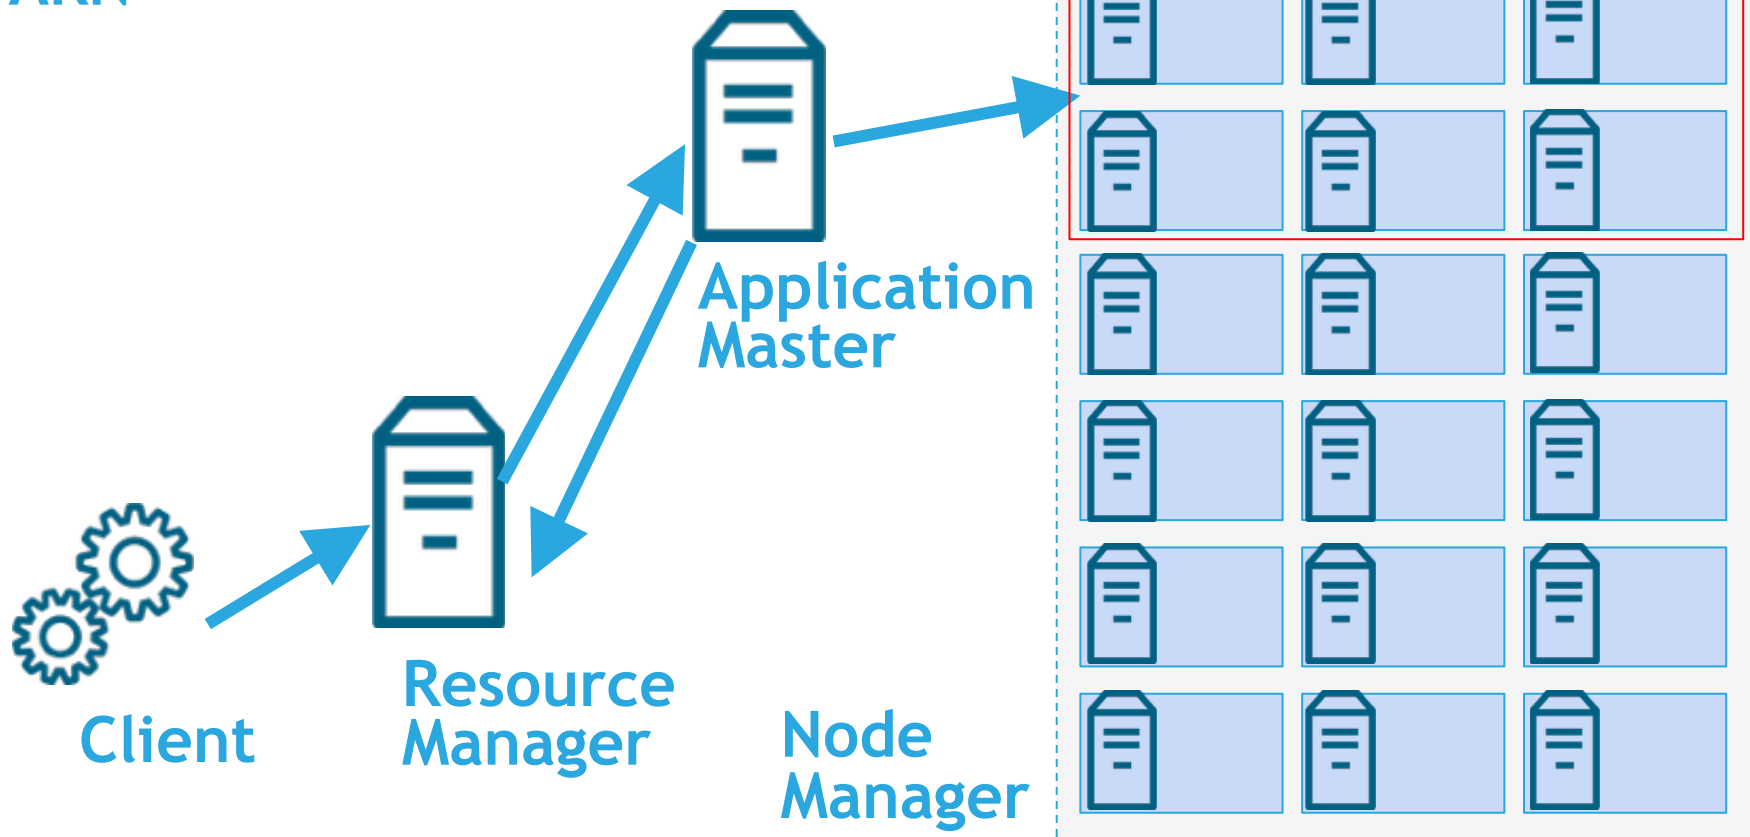 Application
Master
Resource
Manager
Client
Node
Manager